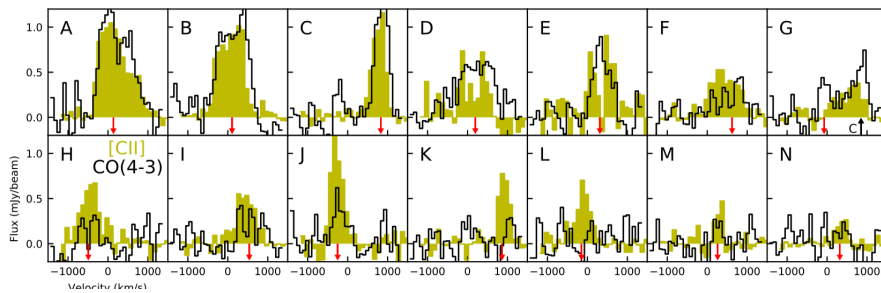 A B C D E F G
1.0
0.5
0.0
C
Flux (mJy/beam)
H I J K L M N
[CII]
CO(4-3)
1.0
0.5
0.0
−1000 0 1000 −1000 0 1000 −1000 0 1000 −1000 0 1000 −1000 0 1000 −1000 0 1000 −1000 0 1000
Velocity (km/s)